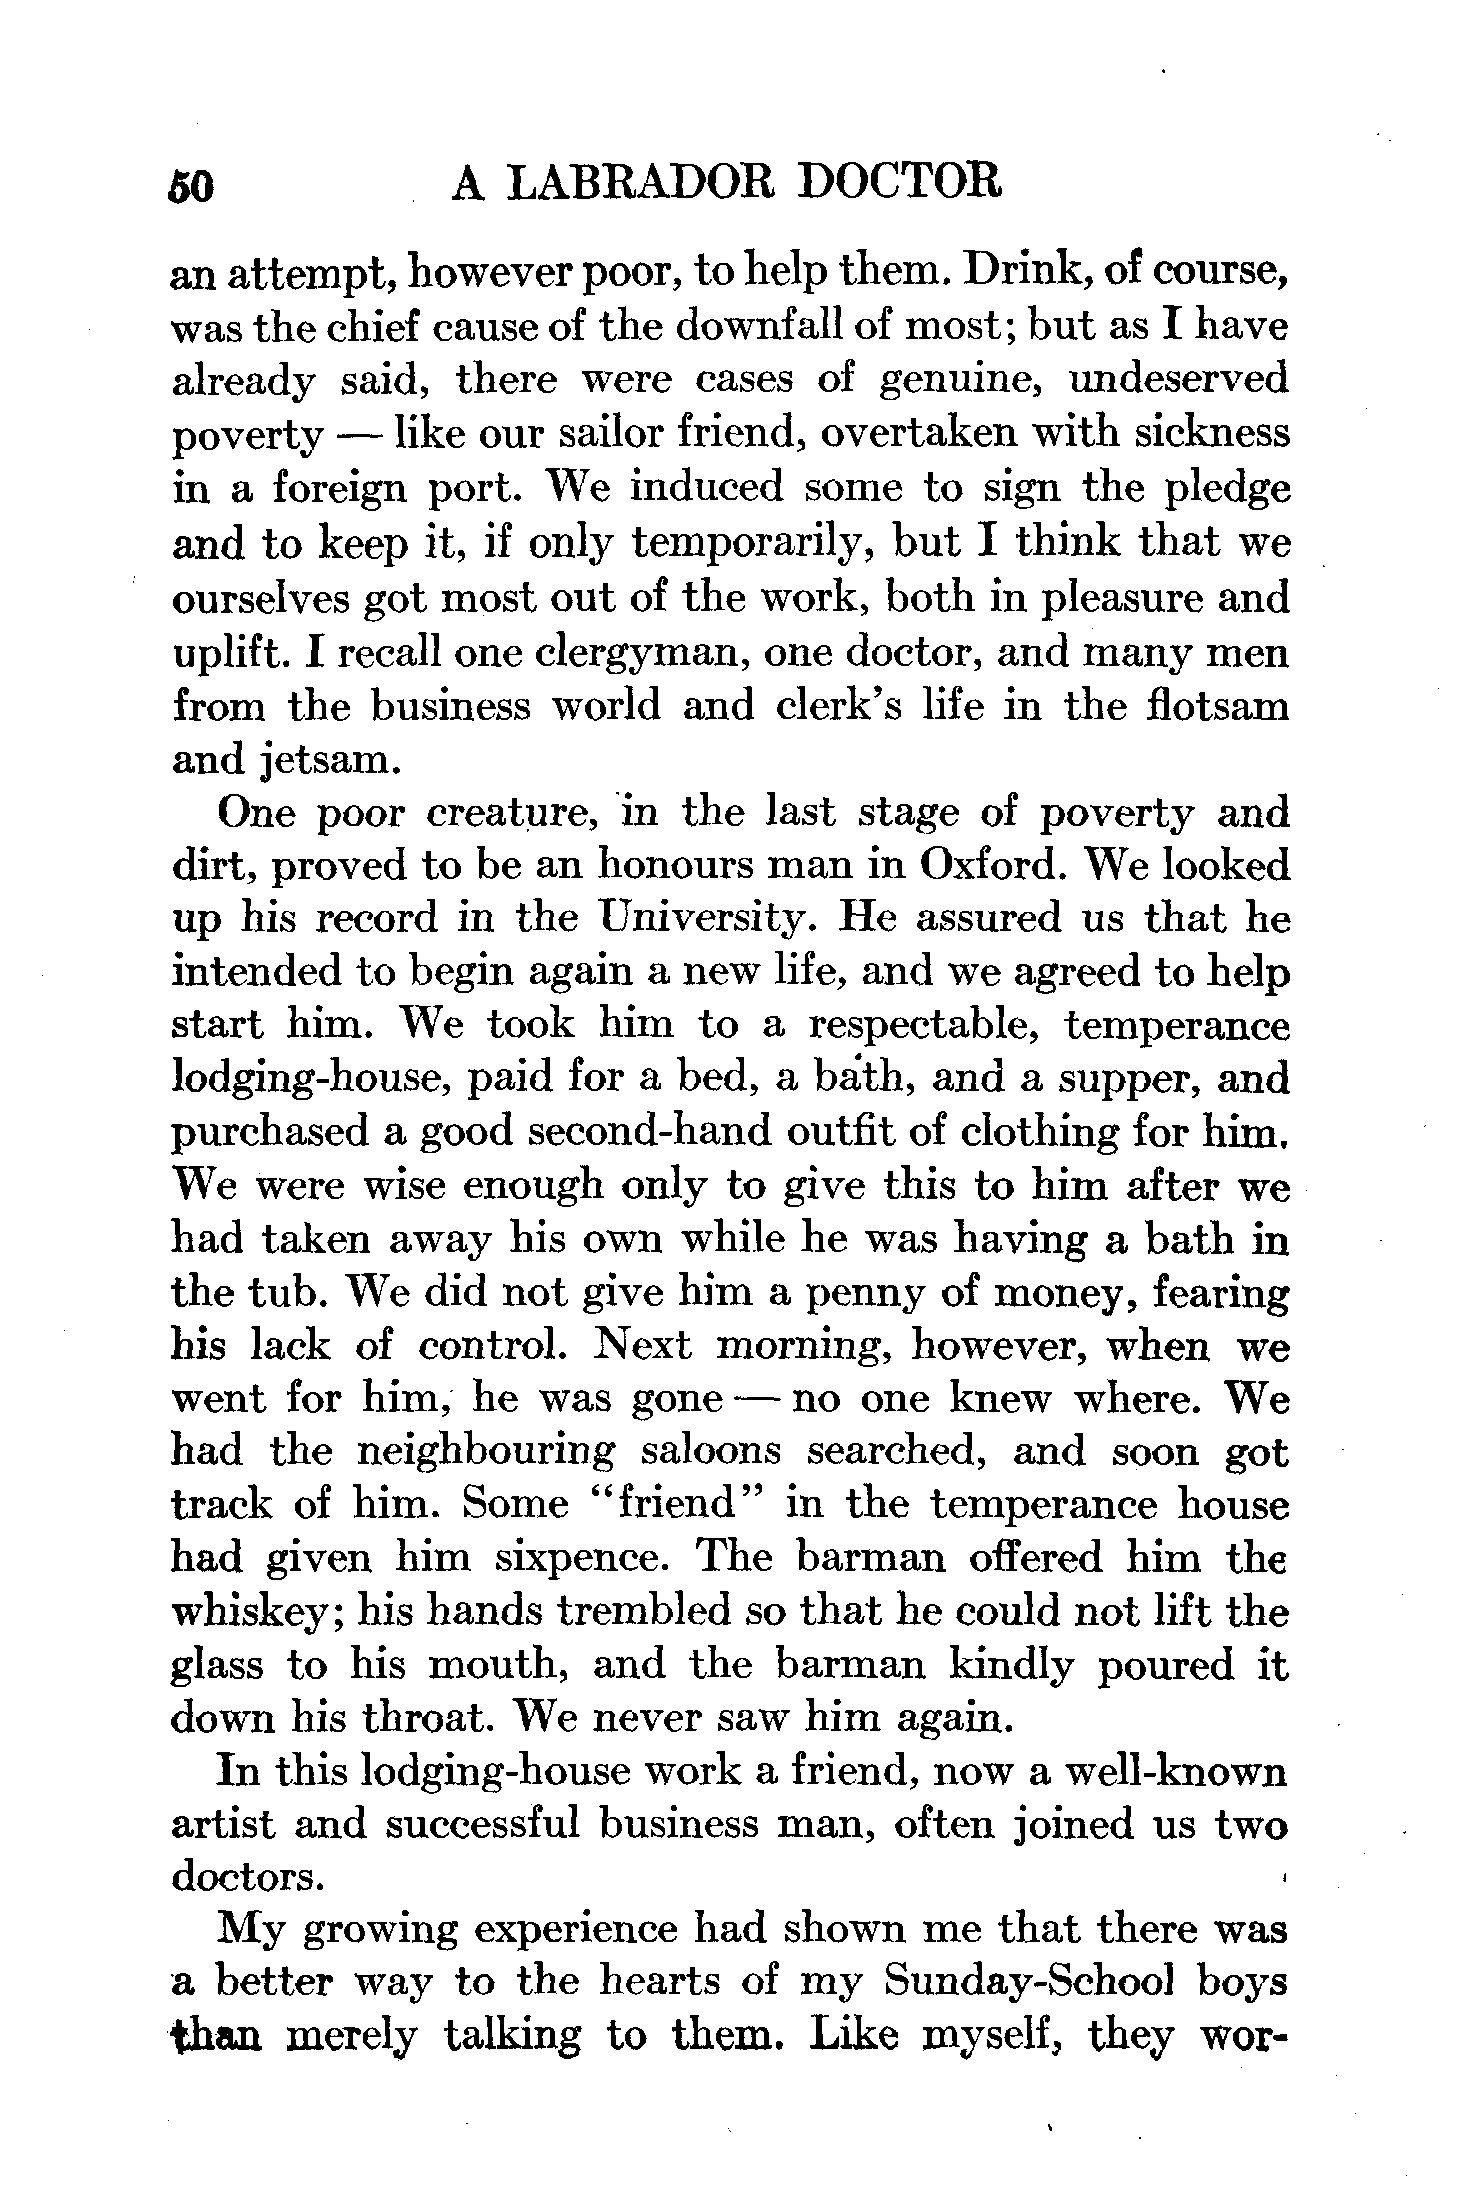 50 A LABRADOR DOCTOR
an attempt, however poor, to help them. Drink, of course,
was the chief cause of the downfall of most; but as I have
already said, there were cases of genuine, undeserved
poverty — like our sailor friend, overtaken with sickness
in a foreign port. We induced some to sign the pledge
and to keep it, if only temporarily, but I think that we
ourselves got most out of the work, both in pleasure and
uplift. I recall one clergyman, one doctor, and many men
from the business world and clerk's life in the flotsam
and jetsam.
One poor creature, in the last stage of poverty and
dirt, proved to be an honours man in Oxford. We looked
up his record in the University. He assured us that he
intended to begin again a new life, and we agreed to help
start him. We took him to a respectable, temperance
lodging-house, paid for a bed, a bath, and a supper, and
purchased a good second-hand outfit of clothing for him.
We were wise enough only to give this to him after we
had taken away his own while he was having a bath in
the tub. We did not give him a penny of money, fearing
his lack of control. Next morning, however, when we
went for him, he was gone — no one knew where. We
had the neighbouring saloons searched, and soon got
track of him. Some "friend" in the temperance house
had given him sixpence. The barman offered him the
whiskey; his hands trembled so that he could not lift the
glass to his mouth, and the barman kindly poured it
down his throat. We never saw him again.
In this lodging-house work a friend, now a well-known
artist and successful business man, often joined us two
doctors.
My growing experience had shown me that there was
a better way to the hearts of my Sunday-School boys
than merely talking to them. Like myself, they wor-